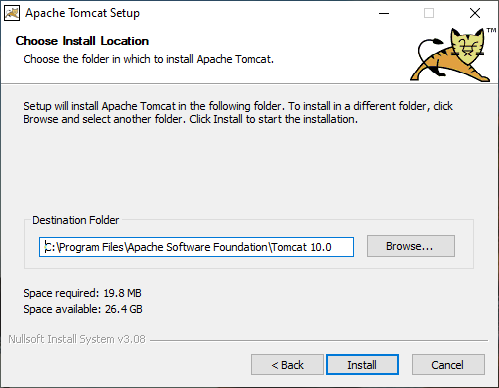 Apache Tomcat Setup
Choose Install Location
Choose the folder in which to install Apache Tomcat.
TM
Setup will install Apache Tomcat in the following folder. To install in a different folder, click
Browse and select another folder. Click Install to start the installation.
Destination Folder
C:\Program Files\Apache Software Foundation\Tomcat 10.0
Browse...
Space required: 19.8 MB
Space available: 26.4 GB
Nullsoft Install System v3.08
< Back
Install
Cancel